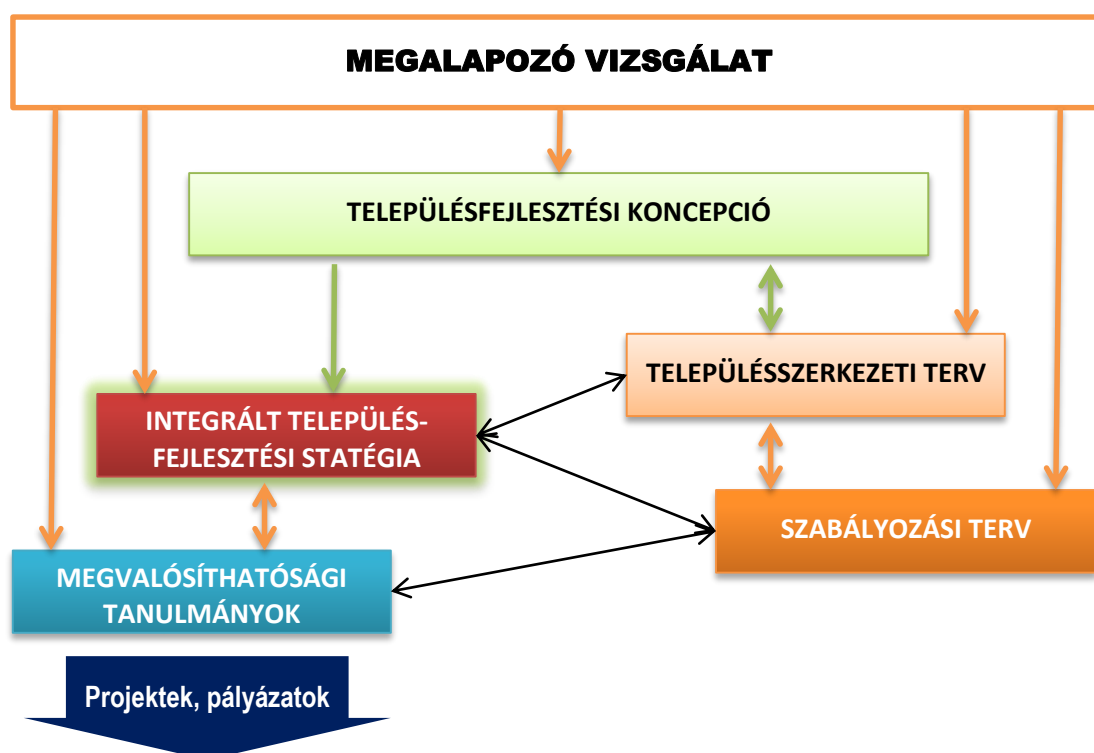 MEGALAPOZÓ VIZSGÁLAT
TELEPÜLÉSFEJLESZTÉSI KONCEPCIÓ
TELEPÜLÉSSZERKEZETI TERV
INTEGRÁLT TELEPÜLÉS-
FEJLESZTÉSI STATÉGIA
SZABÁLYOZÁSI TERV
MEGVALÓSÍTHATÓSÁGI
TANULMÁNYOK
Projektek, pályázatok